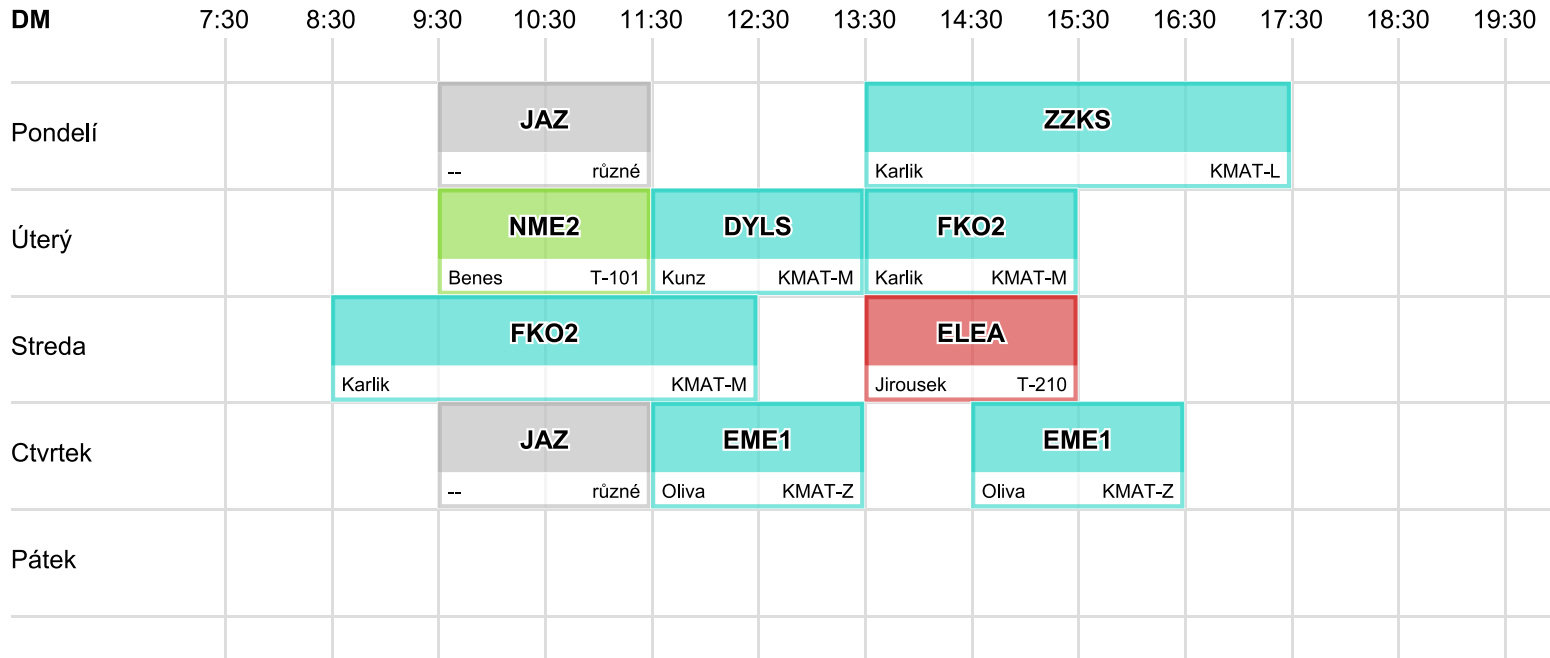 DM 7:30 8:30 9:30 10:30 11:30 12:30 13:30 14:30 15:30 16:30 17:30 18:30 19:30
Pondelí
JAZ
-- různé
ZZKS
Karlik KMAT-L
Úterý
NME2
Benes T-101
DYLS
Kunz KMAT-M
FKO2
Karlik KMAT-M
Streda
FKO2
Karlik KMAT-M
ELEA
Jirousek T-210
Ctvrtek
JAZ
-- různé
EME1
Oliva KMAT-Z
EME1
Oliva KMAT-Z
Pátek